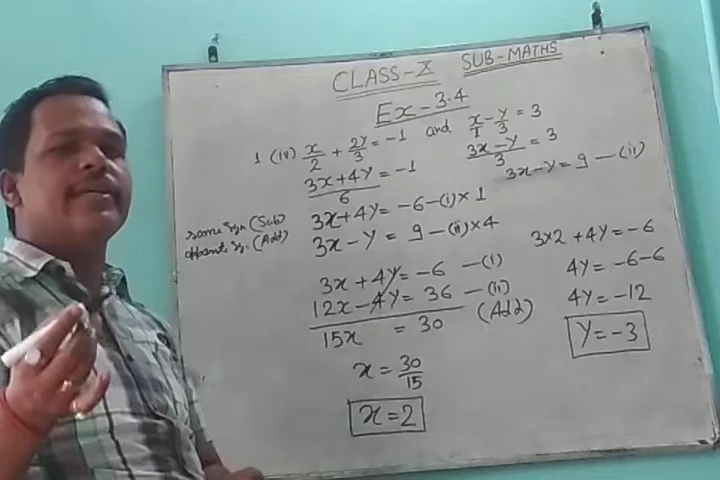 CLASS-X SUB-MATHS
Ex-3.4
1 (iv) x/2 + 2y/3 = -1 and x/1 - y/3 = 3
3x+4y/6 = -1
3x-y/3 = 3
3x-y = 9 - (ii)
same sign (Sub)
3x+4y = -6 - (i) × 1
(Add)
3x - y = 9 - (ii) × 4
3x + 4y = -6 - (i)
12x - 4y = 36 - (ii)
(Add)
15x = 30
x = 30/15
x = 2
3×2 + 4y = -6
4y = -6-6
4y = -12
y = -3